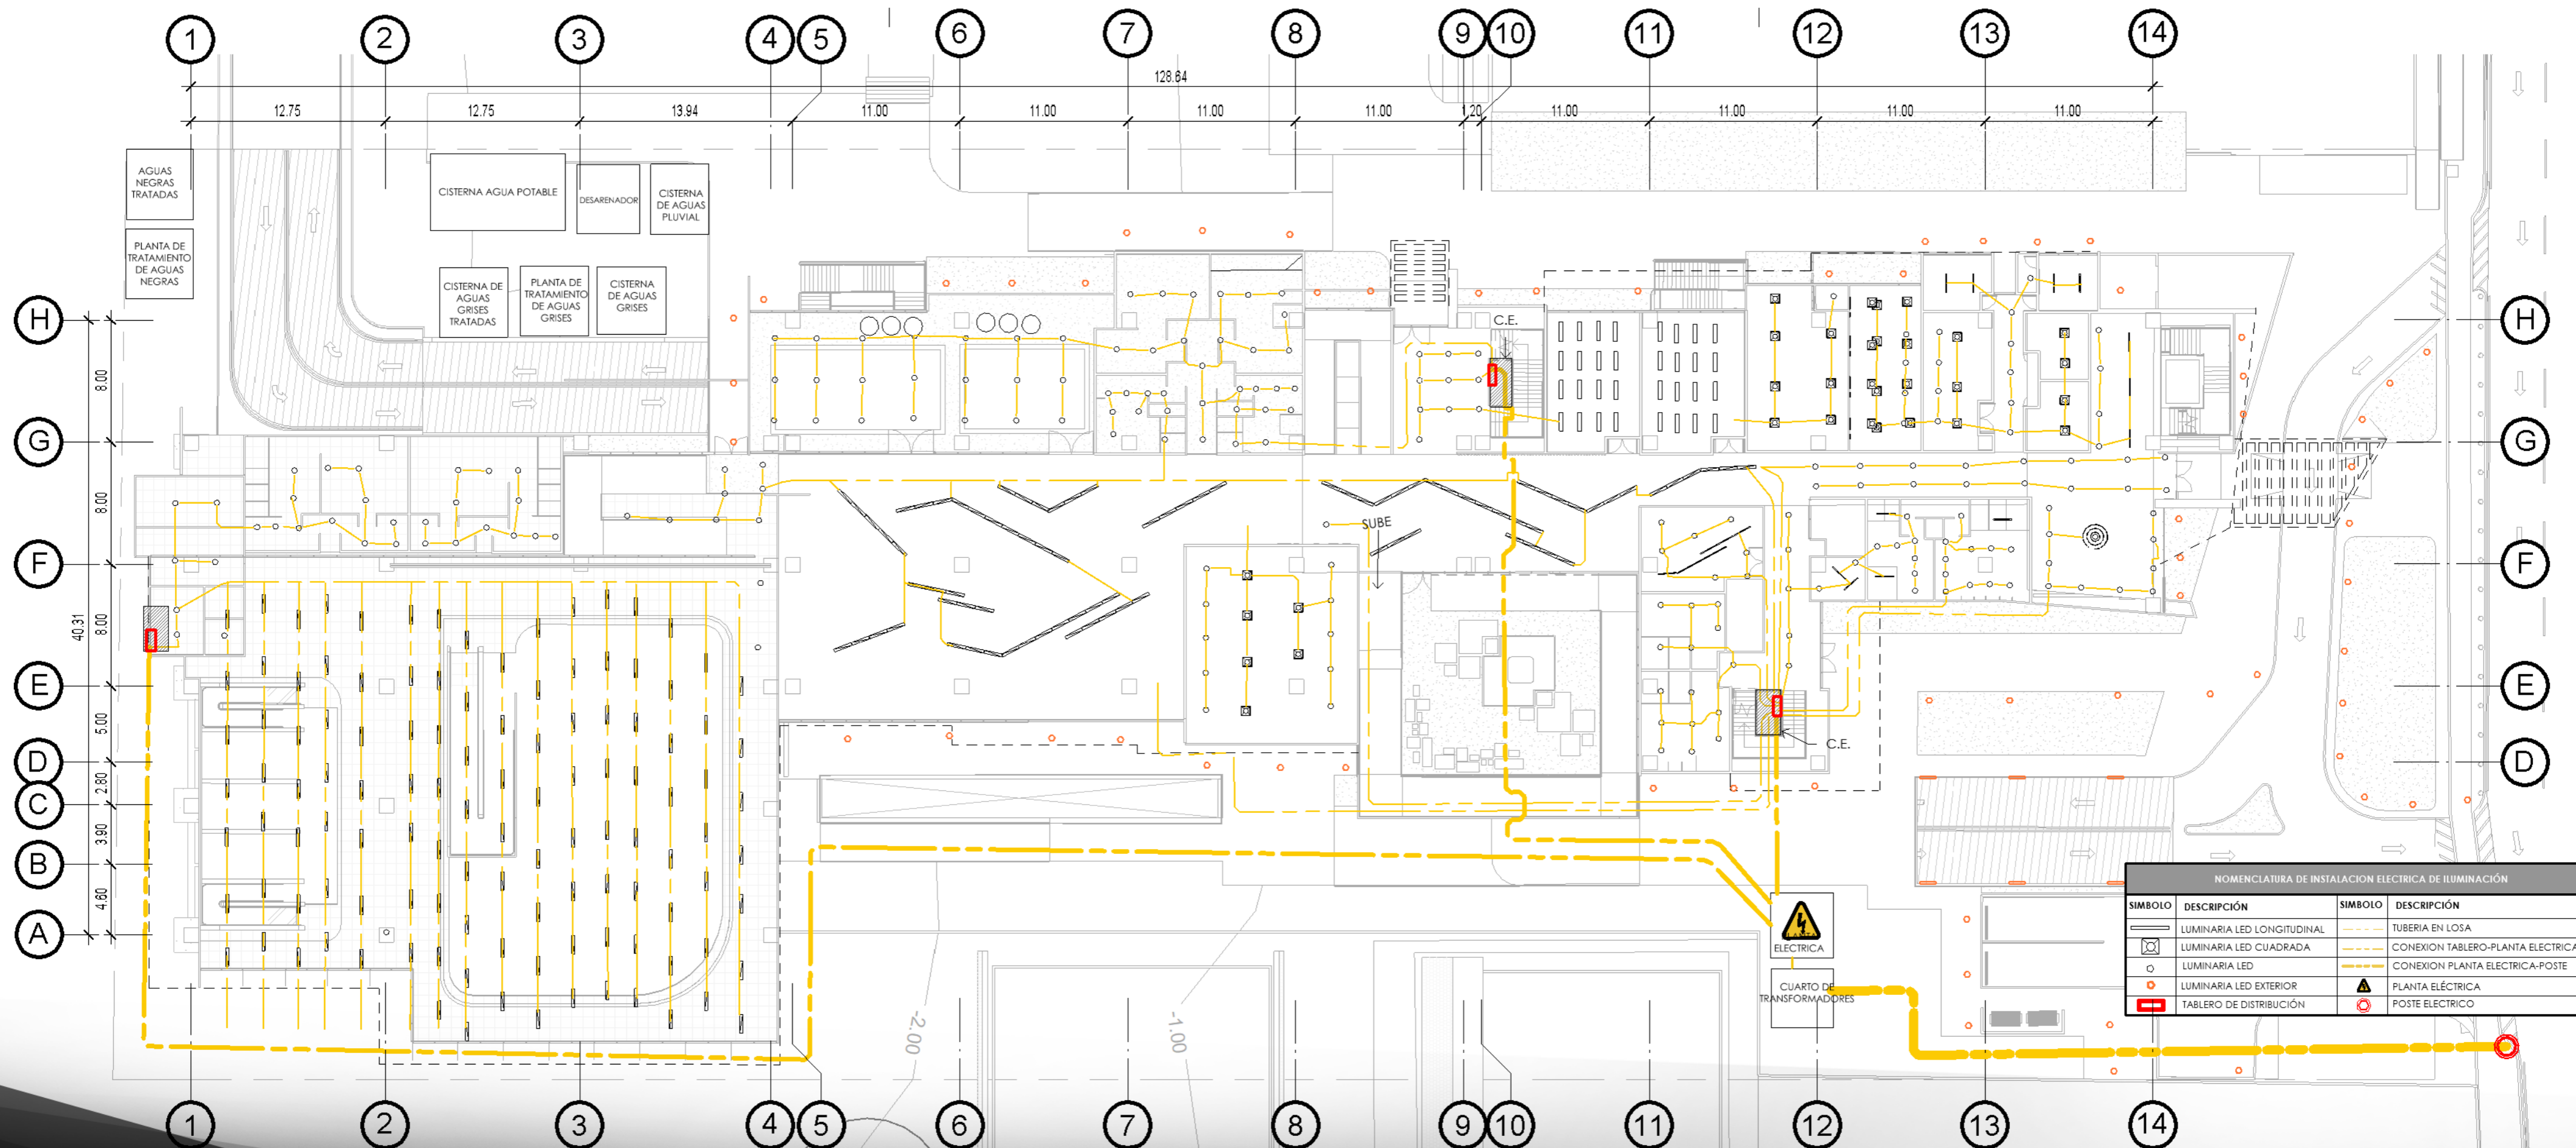 1 2 3 4 5 6 7 8 9 10 11 12 13 14
128.64
12.75 12.75 13.94 11.00 11.00 11.00 11.00 1.20 11.00 11.00 11.00 11.00
AGUAS
NEGRAS
TRATADAS
PLANTA DE
TRATAMIENTO
DE AGUAS
NEGRAS
CISTERNA AGUA POTABLE
DESARENADOR
CISTERNA
DE AGUAS
PLUVIAL
CISTERNA DE
AGUAS
GRISES
TRATADAS
PLANTA DE
TRATAMIENTO
DE AGUAS
GRISES
CISTERNA
DE AGUAS
GRISES
H
G
F
E
D
C
B
A
40.31
8.00
8.00
8.00
5.00
2.80
3.90
4.60
C.E.
SUBE
C.E.
H
G
F
E
D
ELECTRICA
CUARTO DE
TRANSFORMADORES
-2.00
-1.00
NOMENCLATURA DE INSTALACION ELECTRICA DE ILUMINACIÓN
SIMBOLO DESCRIPCIÓN SIMBOLO DESCRIPCIÓN
LUMINARIA LED LONGITUDINAL TUBERIA EN LOSA
LUMINARIA LED CUADRADA CONEXION TABLERO-PLANTA ELECTRICA
LUMINARIA LED CONEXION PLANTA ELECTRICA-POSTE
LUMINARIA LED EXTERIOR PLANTA ELÉCTRICA
TABLERO DE DISTRIBUCIÓN POSTE ELECTRICO
1 2 3 4 5 6 7 8 9 10 11 12 13 14